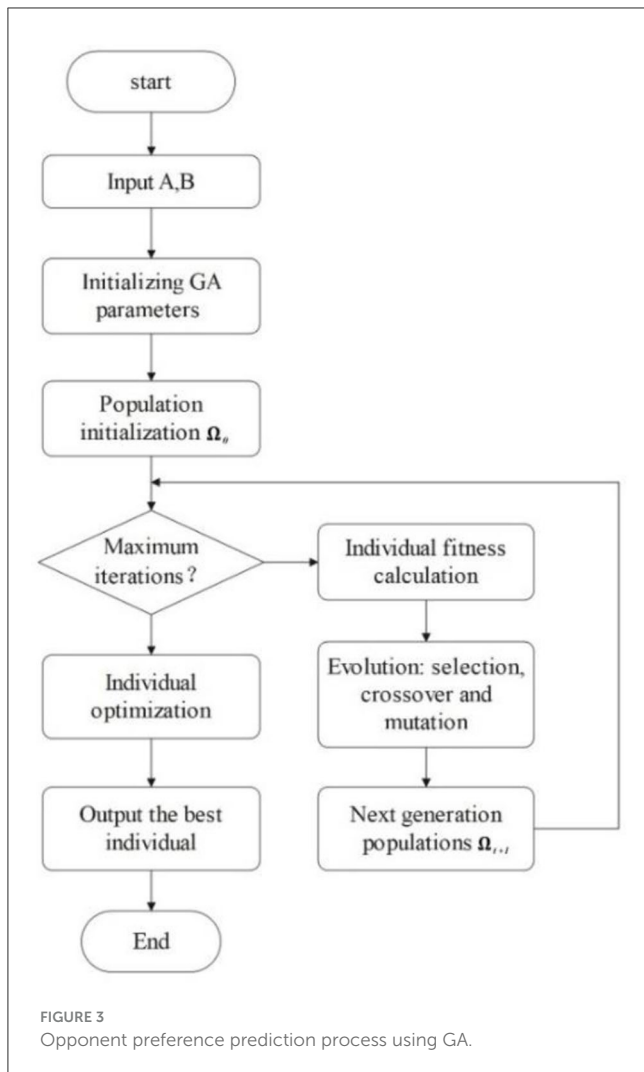 start
Input A,B
Initializing GA
parameters
Population
initialization Ω₀
Maximum
iterations?
Individual fitness
calculation
Individual
optimization
Evolution: selection,
crossover and
mutation
Output the best
individual
Next generation
populations Ω
End
FIGURE 3
Opponent preference prediction process using GA.